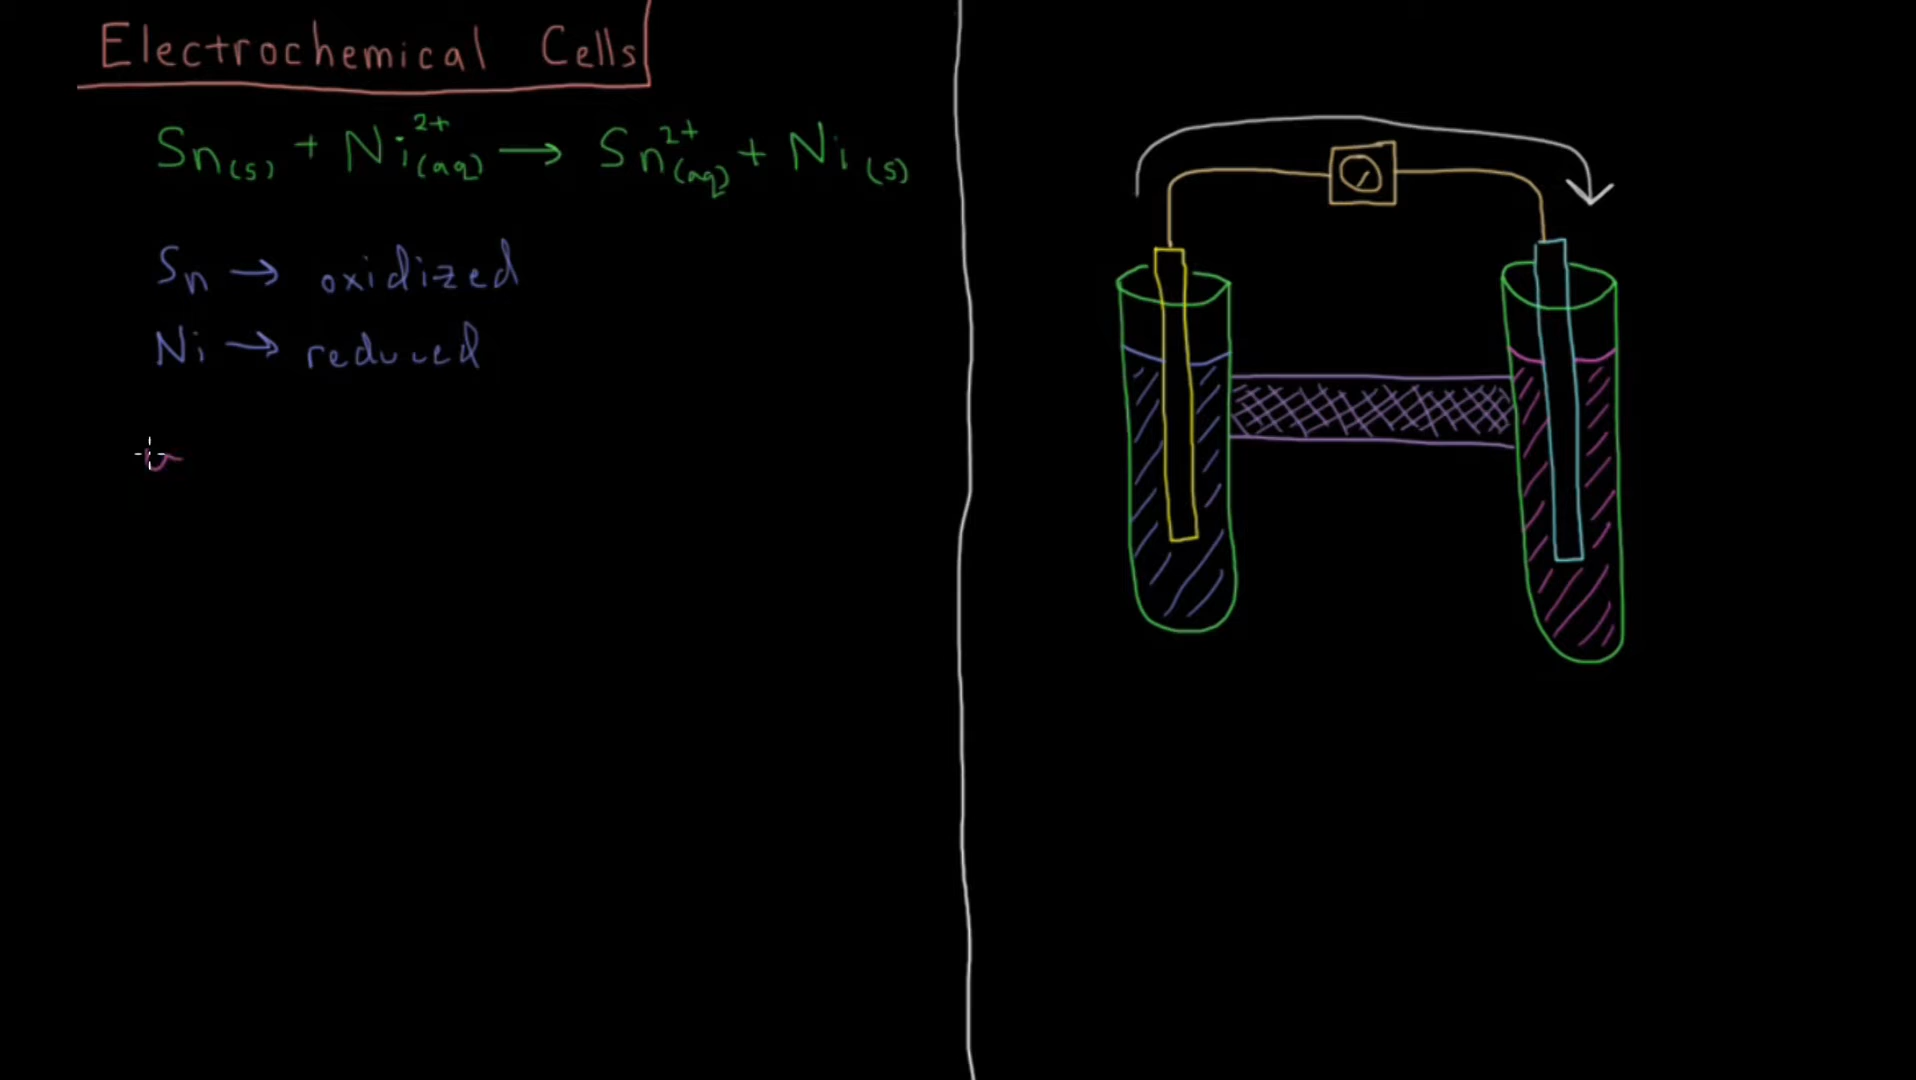 Electrochemical Cells
Sn(s) + Ni²⁺(aq) → Sn²⁺(aq) + Ni(s)
Sn → oxidized
Ni → reduced